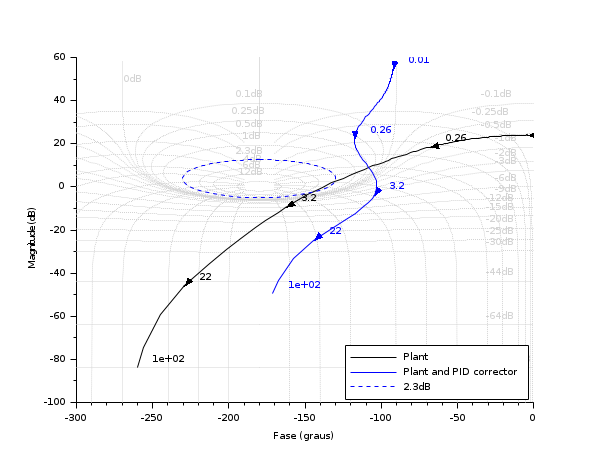 60
40
20
0
-20
-40
-60
-80
-100
-300
-250
-200
-150
-100
-50
0
Magnitude (dB)
Fase (graus)
0dB
0.1dB
0.25dB
0.5dB
1dB
2.3dB
12dB
-0.1dB
-0.25dB
-0.5dB
-6dB
-9dB
-12dB
-15dB
-20dB
-25dB
-30dB
-44dB
-64dB
0.01
0.26
3.2
22
1e+02
0.26
3.2
22
1e+02
Plant
Plant and PID corrector
2.3dB